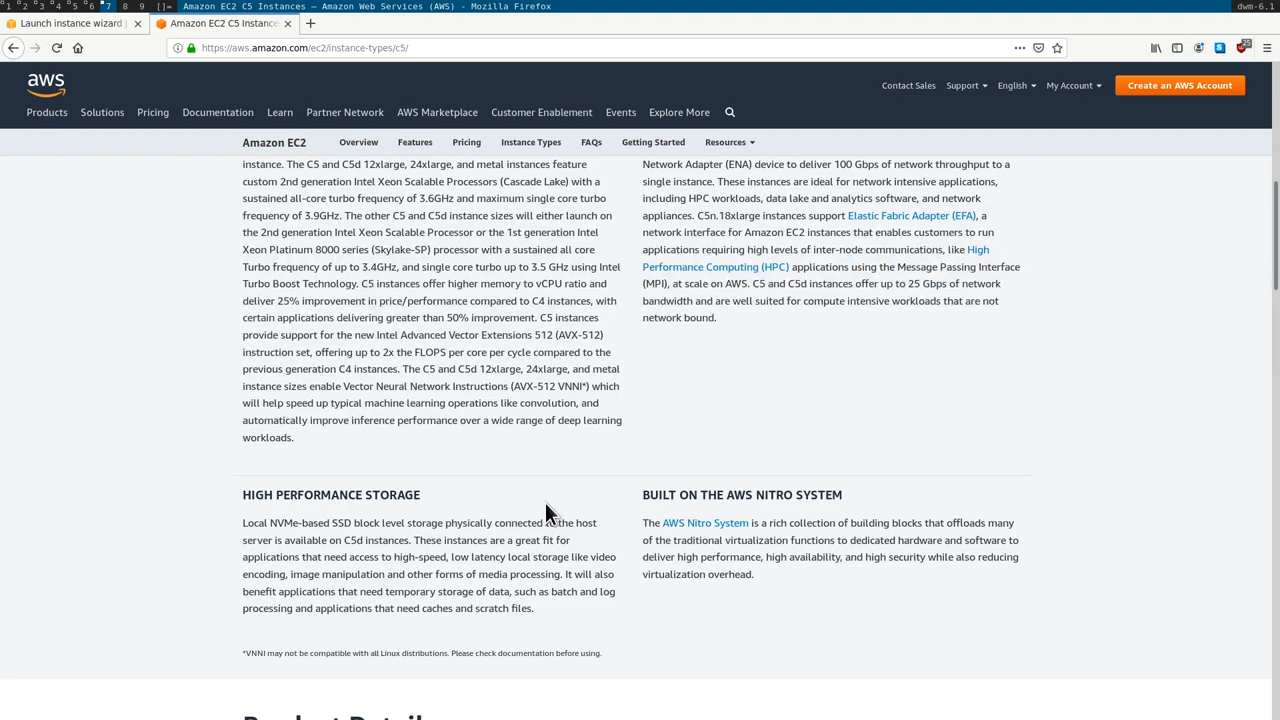 1 2 3 4 5 6 7 8 9 []= Amazon EC2 C5 Instances — Amazon Web Services (AWS) - Mozilla Firefox dwm-6.1
Launch instance wizard | Amazon EC2 C5 Instance
https://aws.amazon.com/ec2/instance-types/c5/
aws
Contact Sales Support English My Account Create an AWS Account
Products Solutions Pricing Documentation Learn Partner Network AWS Marketplace Customer Enablement Events Explore More
Amazon EC2 Overview Features Pricing Instance Types FAQs Getting Started Resources
instance. The C5 and C5d 12xlarge, 24xlarge, and metal instances feature
custom 2nd generation Intel Xeon Scalable Processors (Cascade Lake) with a
sustained all-core turbo frequency of 3.6GHz and maximum single core turbo
frequency of 3.9GHz. The other C5 and C5d instance sizes will either launch on
the 2nd generation Intel Xeon Scalable Processor or the 1st generation Intel
Xeon Platinum 8000 series (Skylake-SP) processor with a sustained all core
Turbo frequency of up to 3.4GHz, and single core turbo up to 3.5 GHz using Intel
Turbo Boost Technology. C5 instances offer higher memory to vCPU ratio and
deliver 25% improvement in price/performance compared to C4 instances, with
certain applications delivering greater than 50% improvement. C5 instances
provide support for the new Intel Advanced Vector Extensions 512 (AVX-512)
instruction set, offering up to 2x the FLOPS per core per cycle compared to the
previous generation C4 instances. The C5 and C5d 12xlarge, 24xlarge, and metal
instance sizes enable Vector Neural Network Instructions (AVX-512 VNNI*) which
will help speed up typical machine learning operations like convolution, and
automatically improve inference performance over a wide range of deep learning
workloads.
Network Adapter (ENA) device to deliver 100 Gbps of network throughput to a
single instance. These instances are ideal for network intensive applications,
including HPC workloads, data lake and analytics software, and network
appliances. C5n.18xlarge instances support Elastic Fabric Adapter (EFA), a
network interface for Amazon EC2 instances that enables customers to run
applications requiring high levels of inter-node communications, like High
Performance Computing (HPC) applications using the Message Passing Interface
(MPI), at scale on AWS. C5 and C5d instances offer up to 25 Gbps of network
bandwidth and are well suited for compute intensive workloads that are not
network bound.
HIGH PERFORMANCE STORAGE
Local NVMe-based SSD block level storage physically connected the host
server is available on C5d instances. These instances are a great fit for
applications that need access to high-speed, low latency local storage like video
encoding, image manipulation and other forms of media processing. It will also
benefit applications that need temporary storage of data, such as batch and log
processing and applications that need caches and scratch files.
BUILT ON THE AWS NITRO SYSTEM
The AWS Nitro System is a rich collection of building blocks that offloads many
of the traditional virtualization functions to dedicated hardware and software to
deliver high performance, high availability, and high security while also reducing
virtualization overhead.
*VNNI may not be compatible with all Linux distributions. Please check documentation before using.